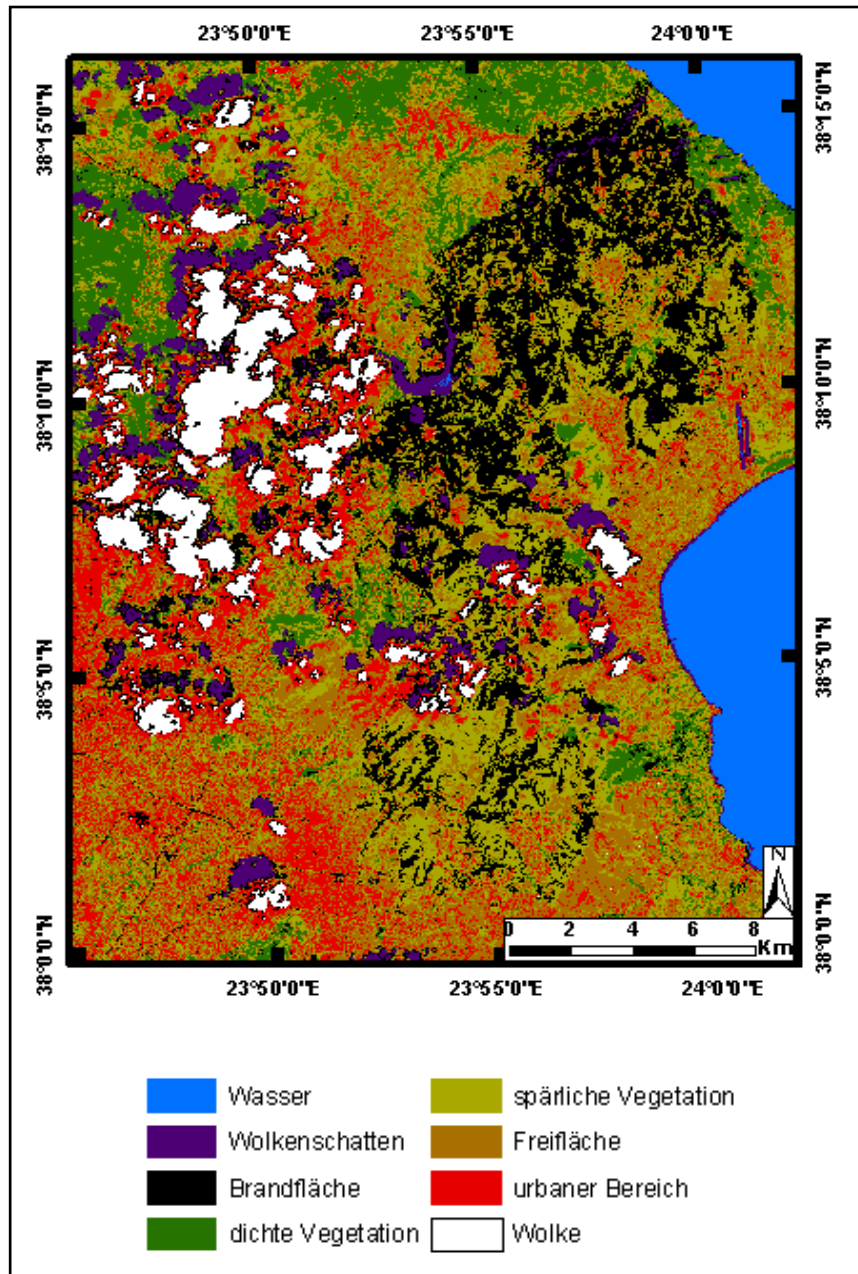 23°50'0"E 23°55'0"E 24°0'0"E
38°15'0"N
38°15'0"N
38°10'0"N
38°10'0"N
38°5'0"N
38°5'0"N
38°0'0"N
38°0'0"N
N
0 2 4 6 8
Km
23°50'0"E 23°55'0"E 24°0'0"E
Wasser
spärliche Vegetation
Wolkenschatten
Freifläche
Brandfläche
urbaner Bereich
dichte Vegetation
Wolke